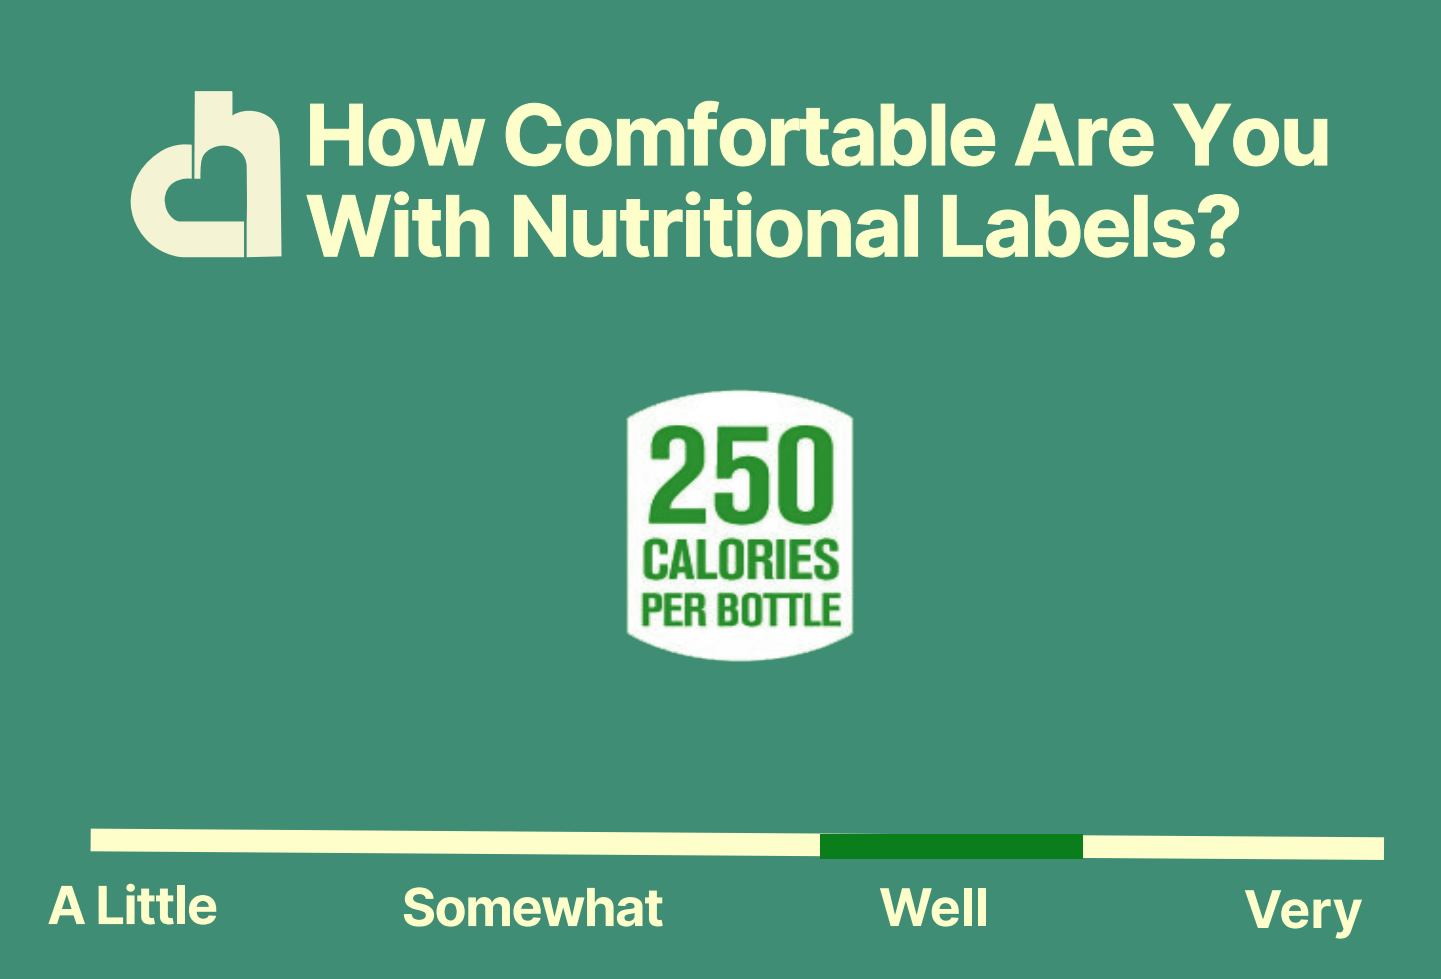 How Comfortable Are You
With Nutritional Labels?
250
CALORIES
PER BOTTLE
A Little
Somewhat
Well
Very